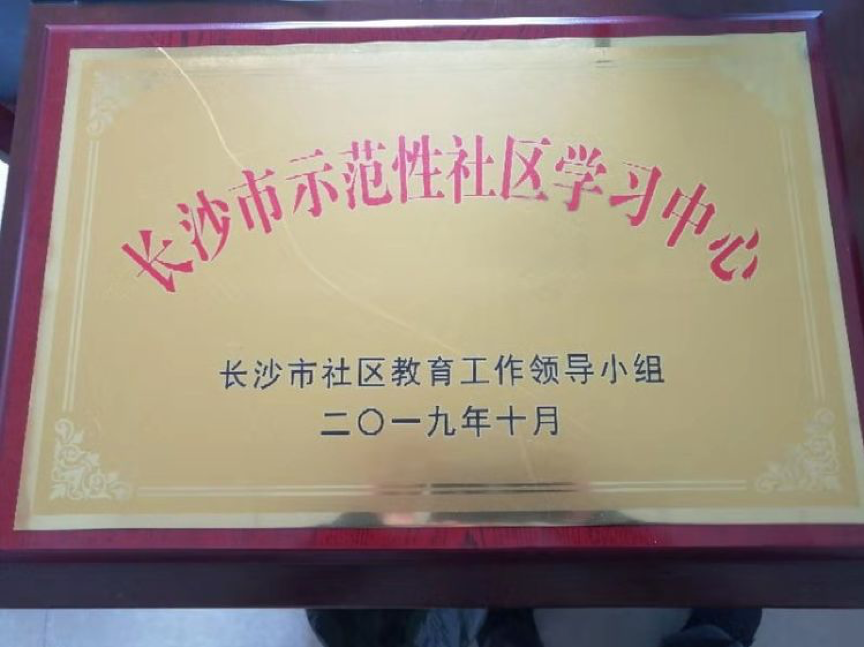 长沙市示范性社区学习中心
长沙市社区教育工作领导小组
二〇一九年十月